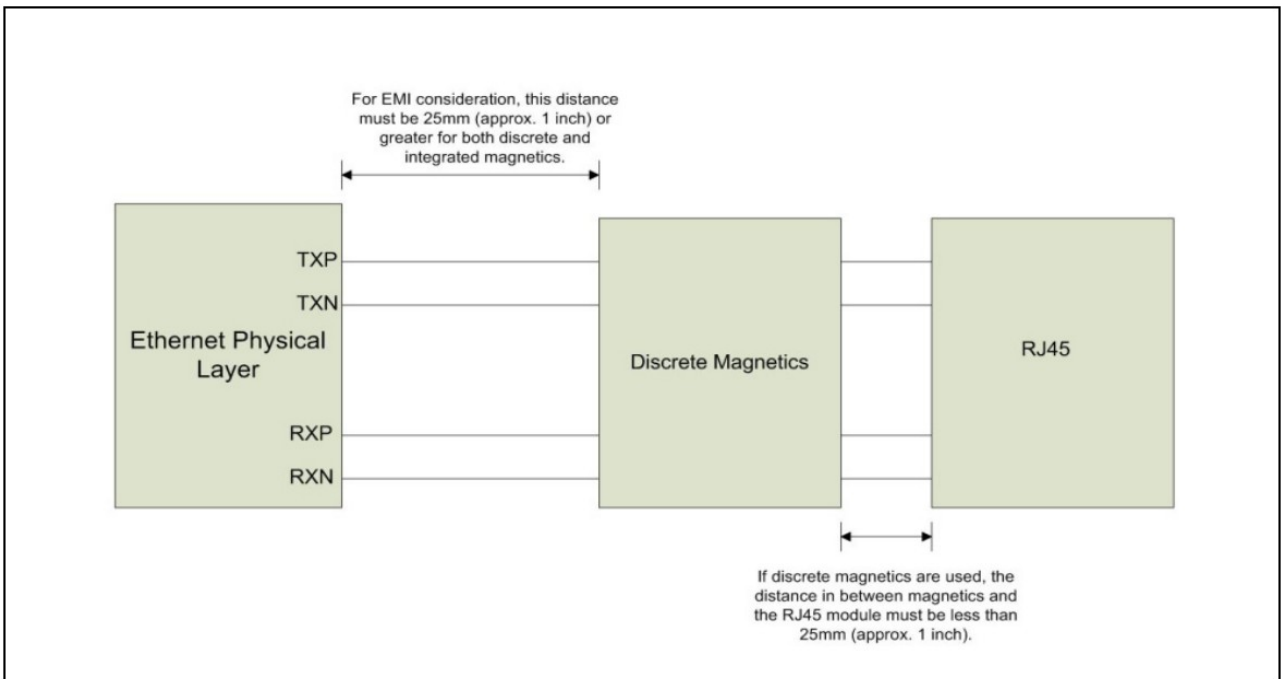 For EMI consideration, this distance
must be 25mm (approx. 1 inch) or
greater for both discrete and
integrated magnetics.
TXP
TXN
Ethernet Physical
Layer
RXP
RXN
Discrete Magnetics
RJ45
If discrete magnetics are used, the
distance in between magnetics and
the RJ45 module must be less than
25mm (approx. 1 inch).